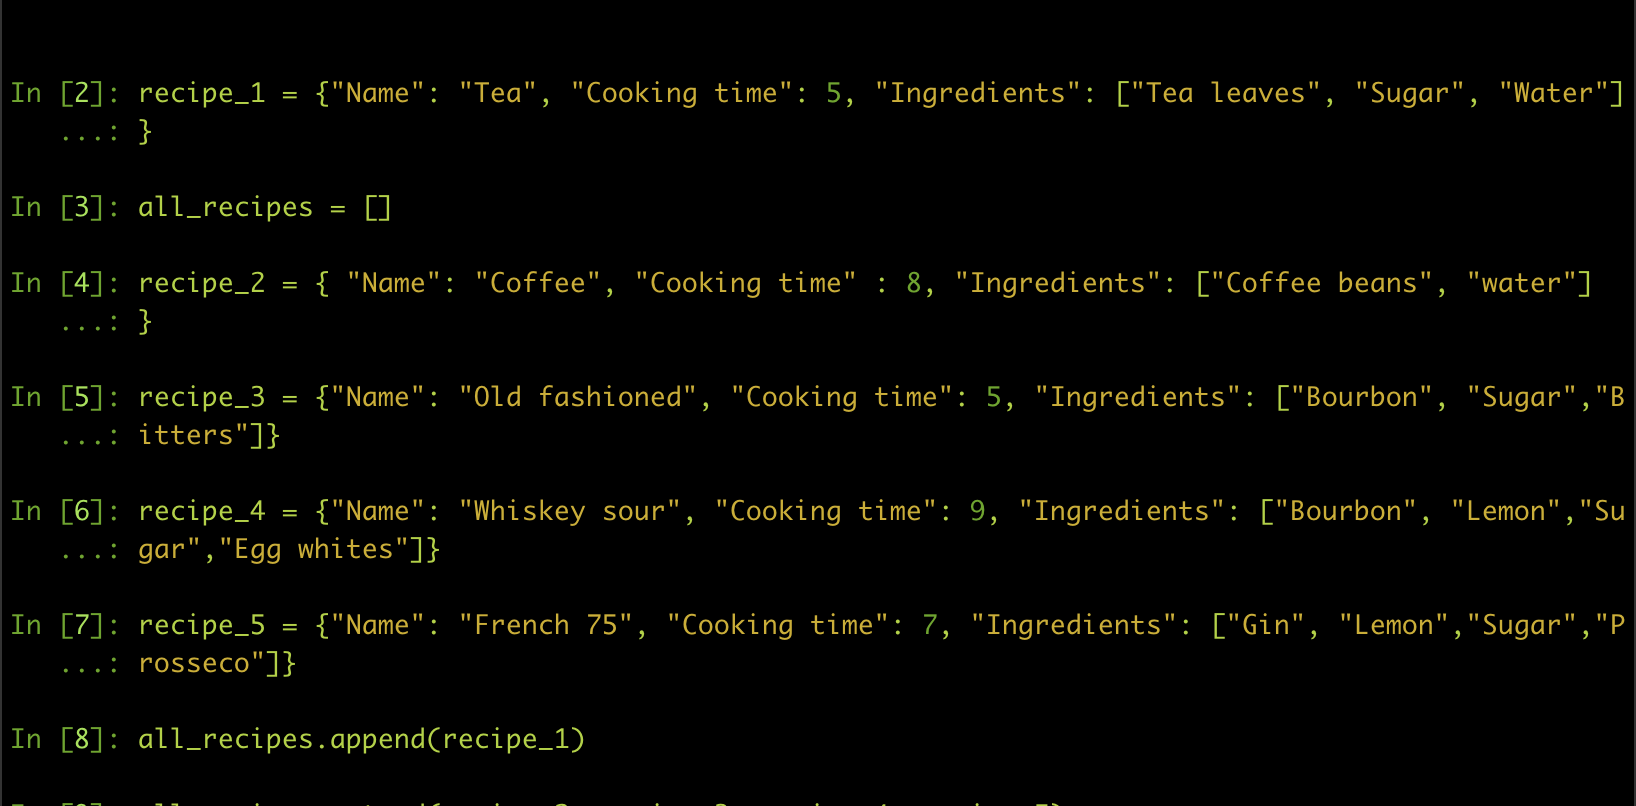 In [2]: recipe_1 = {"Name": "Tea", "Cooking time": 5, "Ingredients": ["Tea leaves", "Sugar", "Water"]
...: }
In [3]: all_recipes = []
In [4]: recipe_2 = { "Name": "Coffee", "Cooking time" : 8, "Ingredients": ["Coffee beans", "water"]
...: }
In [5]: recipe_3 = {"Name": "Old fashioned", "Cooking time": 5, "Ingredients": ["Bourbon", "Sugar","B
...: itters"]}
In [6]: recipe_4 = {"Name": "Whiskey sour", "Cooking time": 9, "Ingredients": ["Bourbon", "Lemon","Su
...: gar","Egg whites"]}
In [7]: recipe_5 = {"Name": "French 75", "Cooking time": 7, "Ingredients": ["Gin", "Lemon","Sugar","P
...: rosseco"]}
In [8]: all_recipes.append(recipe_1)